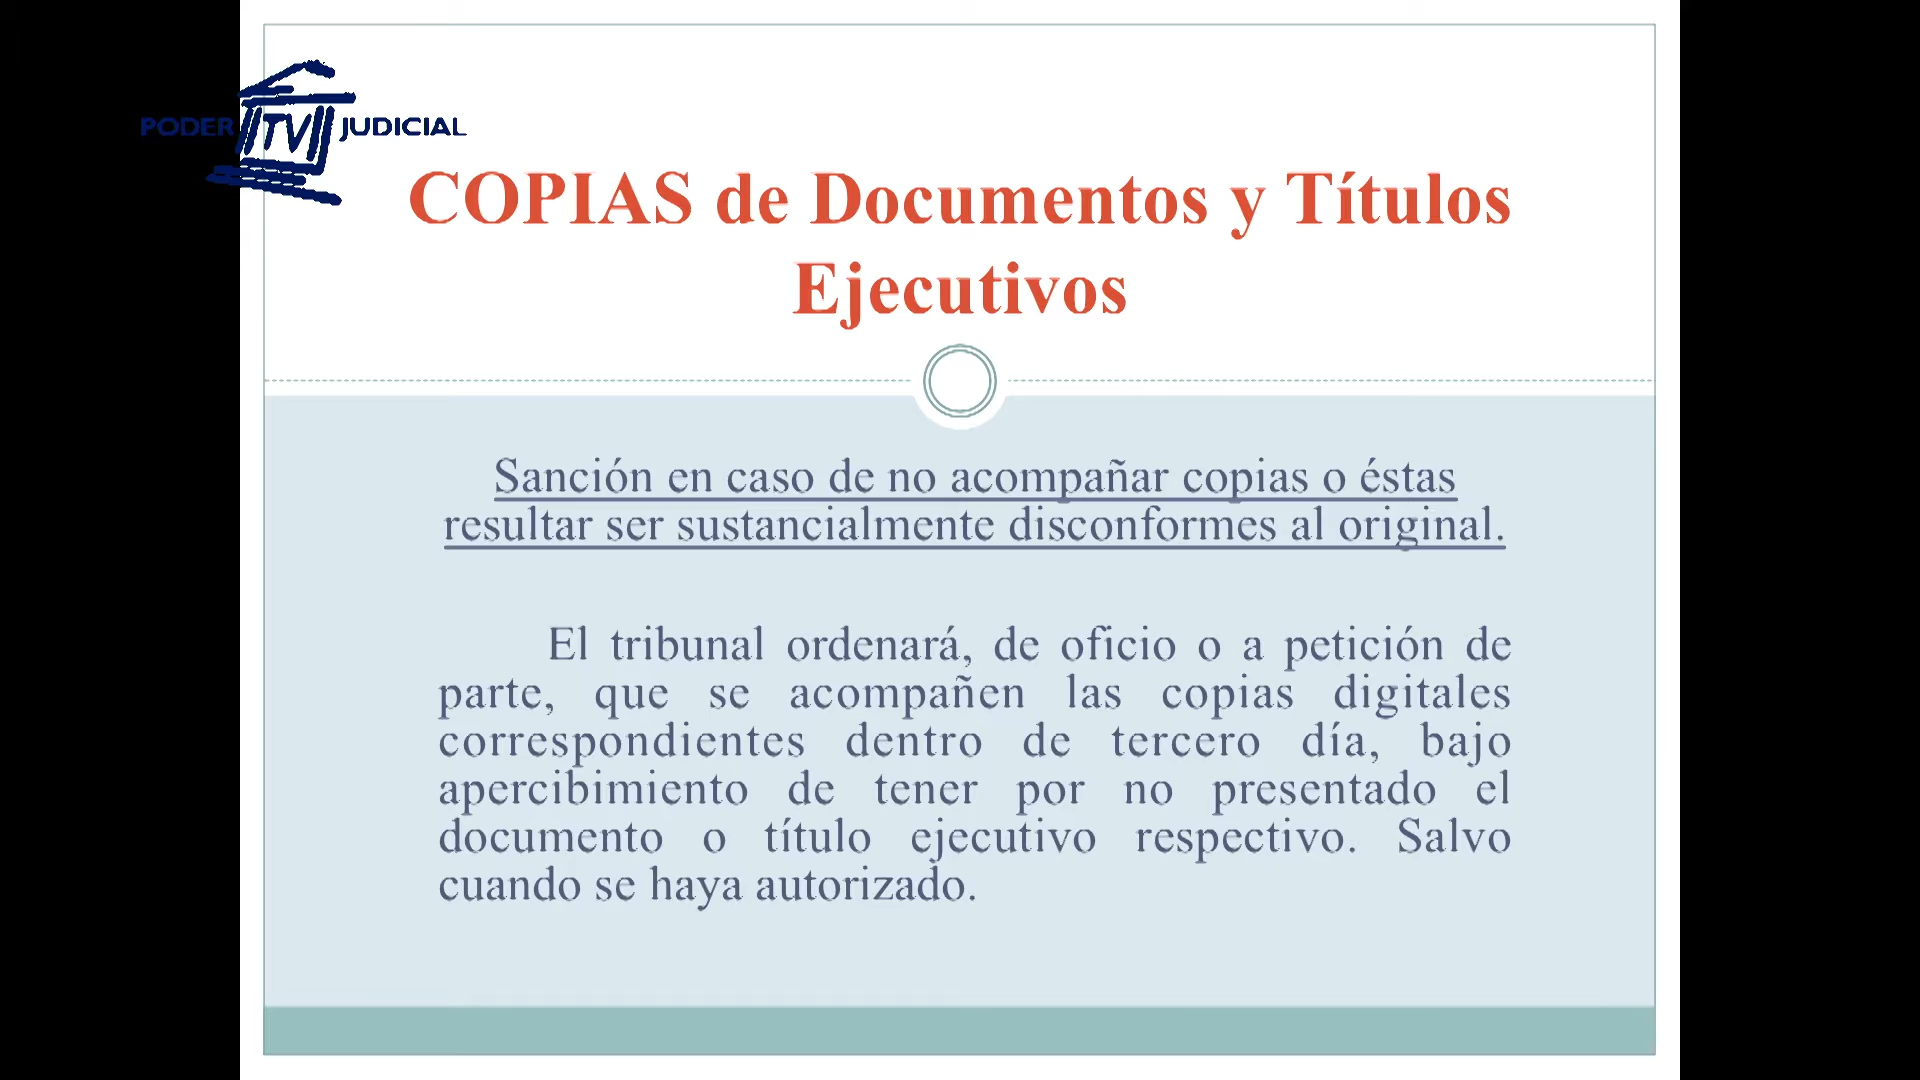 PODER TV JUDICIAL
COPIAS de Documentos y Títulos
Ejecutivos
Sanción en caso de no acompañar copias o éstas
resultar ser sustancialmente disconformes al original.
El tribunal ordenará, de oficio o a petición de
parte, que se acompañen las copias digitales
correspondientes dentro de tercero día, bajo
apercibimiento de tener por no presentado el
documento o título ejecutivo respectivo. Salvo
cuando se haya autorizado.